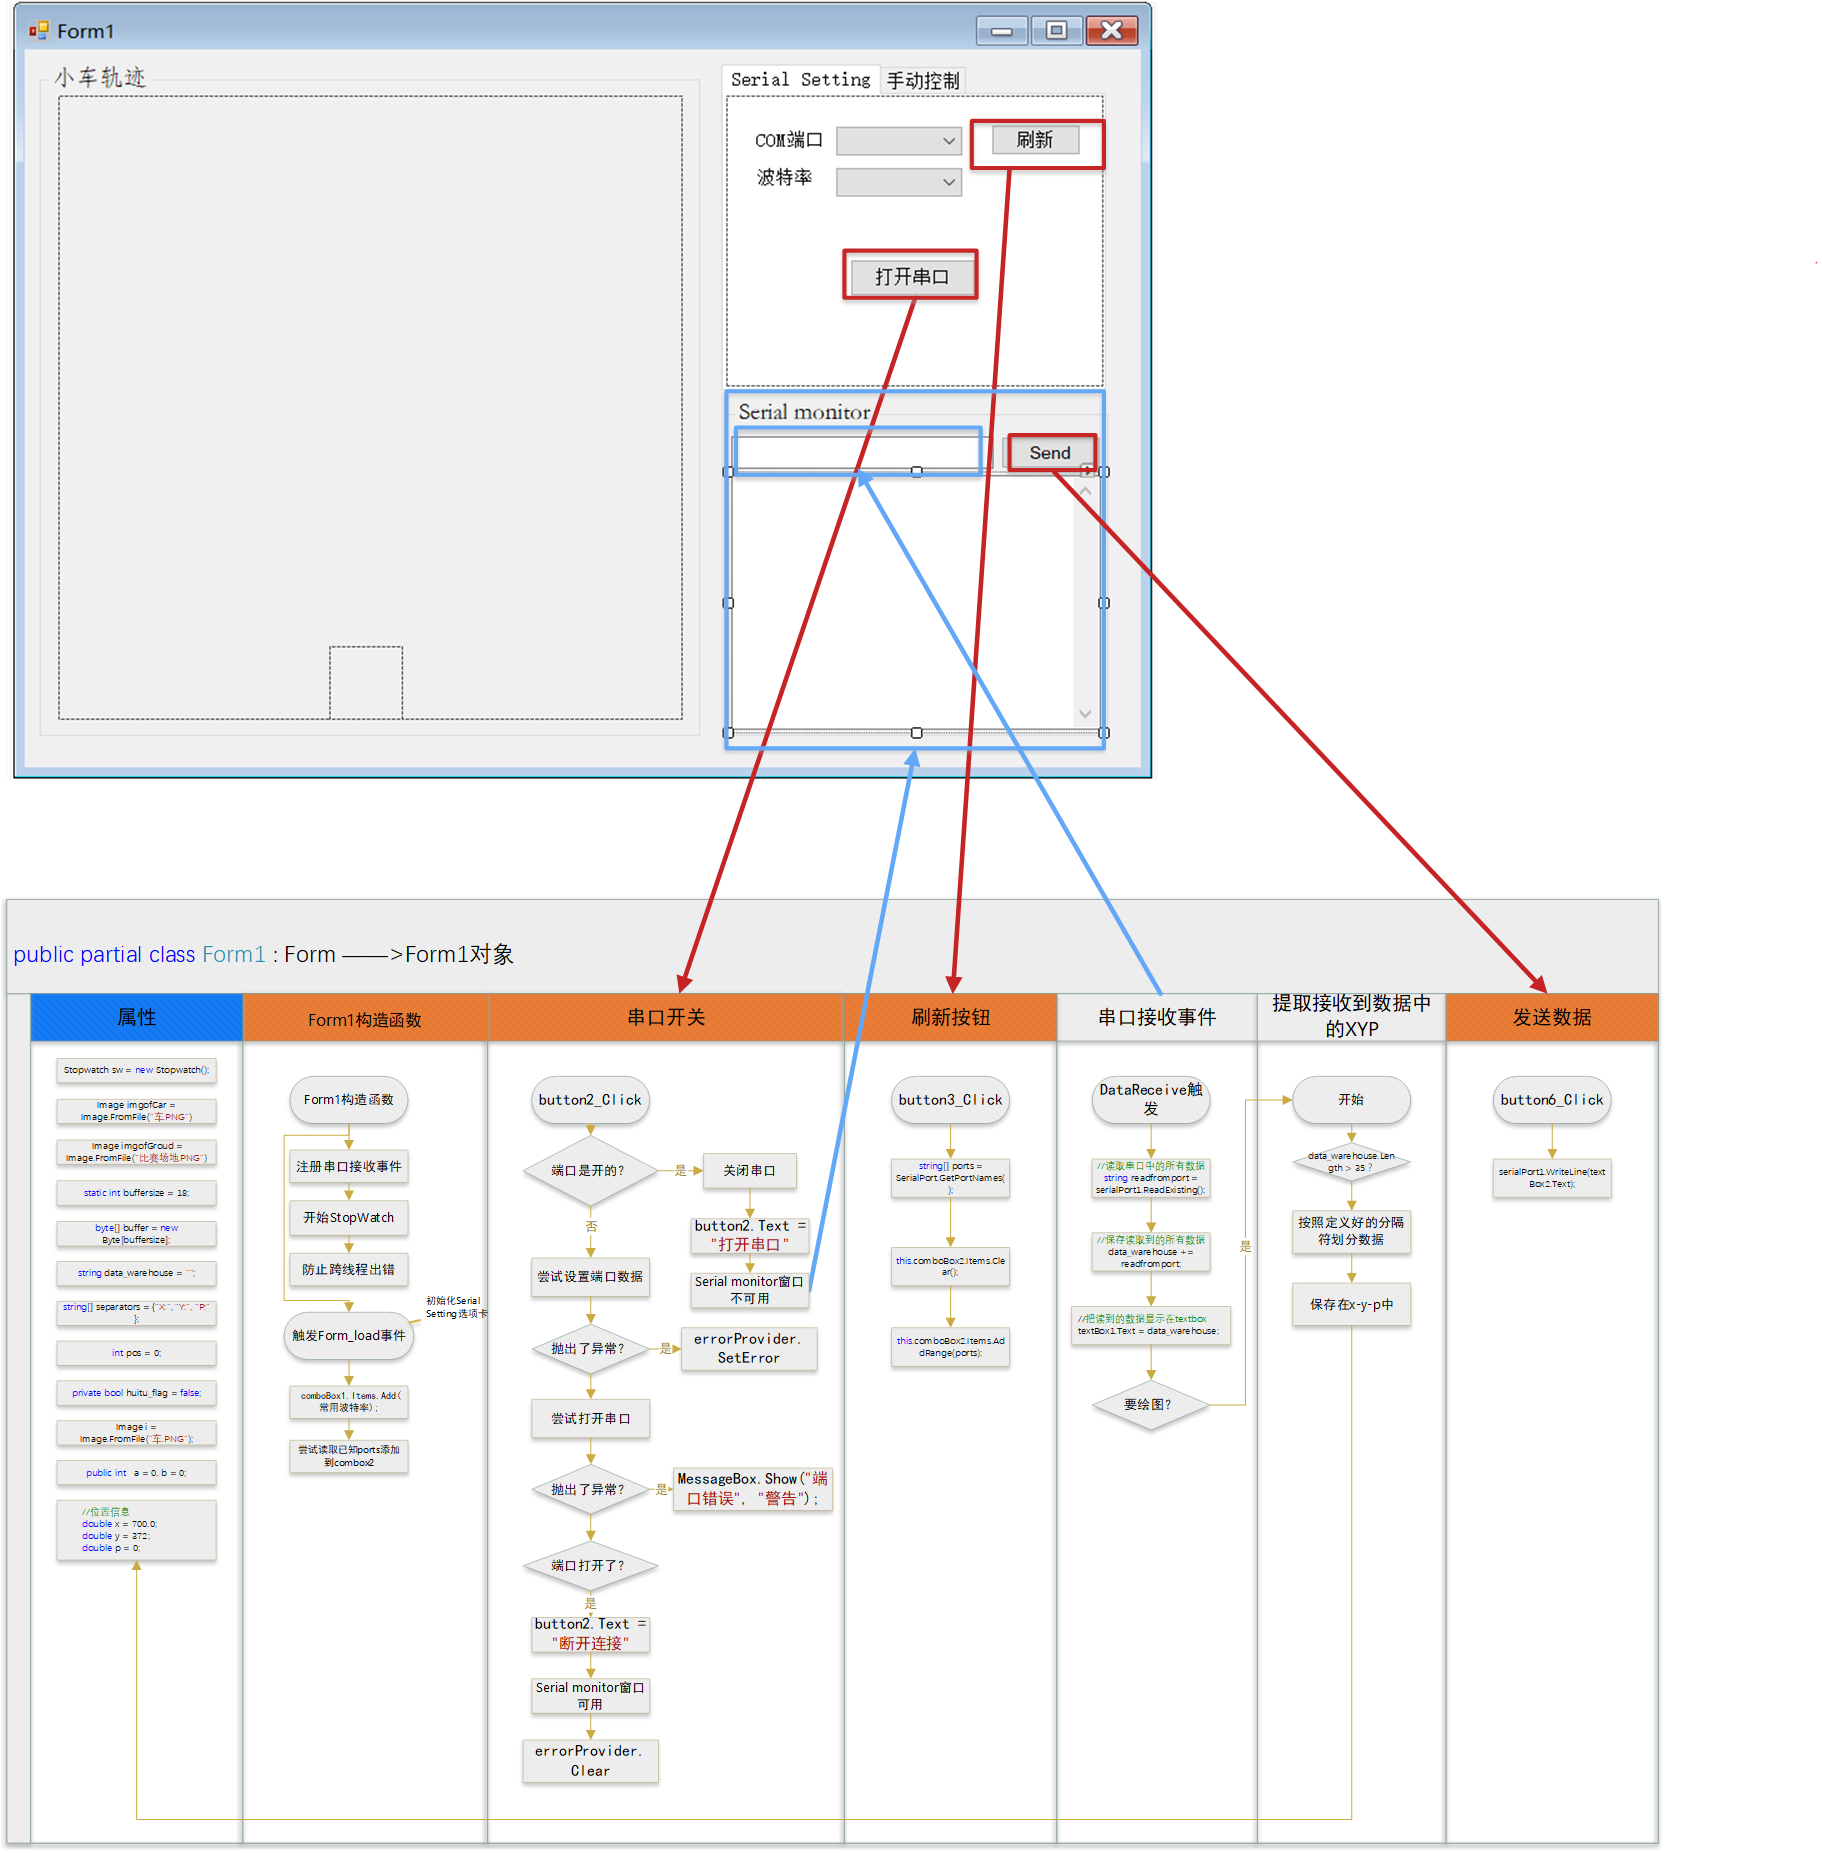 Form1
小车轨迹
Serial Setting
手动控制
COM端口
刷新
波特率
打开串口
Serial monitor
Send
public partial class Form1 : Form ——>Form1对象
属性
Form1构造函数
串口开关
刷新按钮
串口接收事件
提取接收到数据中
的XYP
发送数据
Stopwatch sw = new Stopwatch();
Image imgofCar =
Image.FromFile("车.PNG")
Image imgofGroud =
Image.FromFile("比赛场地.PNG")
static int buffersize = 18;
byte[] buffer = new
Byte[buffersize];
string data_warehouse = "";
string[] separators = {"X:", "Y:", "P:"
};
int pos = 0;
private bool huitu_flag = false;
Image i =
Image.FromFile("车.PNG");
public int a = 0, b = 0;
//位置信息
double x = 700.0;
double y = 372;
double p = 0;
Form1构造函数
注册串口接收事件
开始StopWatch
防止跨线程出错
触发Form_load事件
初始化Serial
Setting选项卡
comboBox1.Items.Add(
常用波特率);
尝试读取已知ports添加
到combox2
button2_Click
端口是开的?
是
关闭串口
button2.Text =
"打开串口"
Serial monitor窗口
不可用
否
尝试设置端口数据
抛出了异常?
是
errorProvider.
SetError
尝试打开串口
抛出了异常?
是
MessageBox.Show("端
口错误", "警告");
端口打开了?
是
button2.Text =
"断开连接"
Serial monitor窗口
可用
errorProvider.
Clear
button3_Click
string[] ports =
SerialPort.GetPortNames(
);
this.comboBox2.Items.Cle
ar();
this.comboBox2.Items.Ad
dRange(ports);
DataReceive触
发
//读取串口中的所有数据
string readfromport =
serialPort1.ReadExisting();
//保存读取到的所有数据
data_warehouse +=
readfromport;
//把读到的数据显示在textbox
textBox1.Text = data_warehouse;
要绘图?
是
开始
data_warehouse.Len
gth > 35 ?
按照定义好的分隔
符划分数据
保存在x-y-p中
button6_Click
serialPort1.WriteLine(text
Box2.Text);